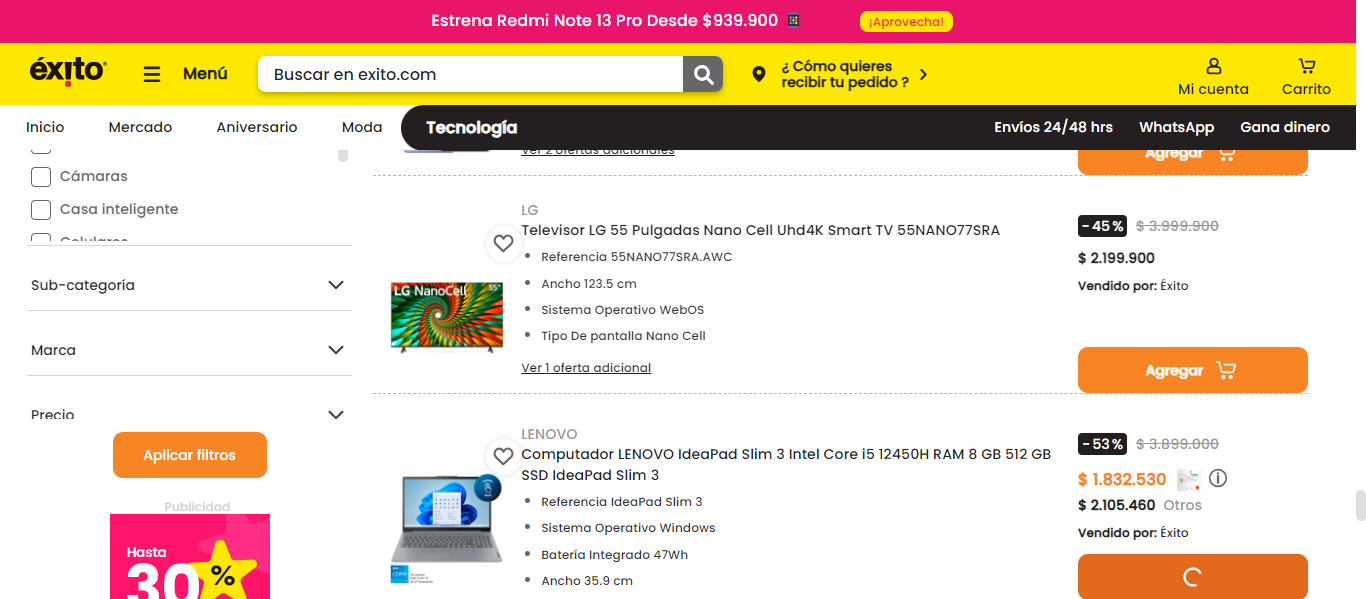 Estrena Redmi Note 13 Pro Desde $939.900
¡Aprovecha!
éxito
Menú
Buscar en exito.com
¿ Cómo quieres
recibir tu pedido ?
Mi cuenta
Carrito
Inicio
Mercado
Aniversario
Moda
Tecnología
Envíos 24/48 hrs
WhatsApp
Gana dinero
Cámaras
Casa inteligente
Celulares
Sub-categoría
Marca
Precio
Aplicar filtros
Publicidad
Hasta
30 %
Ver 2 ofertas adicionales
Agregar
LG
Televisor LG 55 Pulgadas Nano Cell Uhd4K Smart TV 55NANO77SRA
Referencia 55NANO77SRA.AWC
Ancho 123.5 cm
Sistema Operativo WebOS
Tipo De pantalla Nano Cell
Ver 1 oferta adicional
LG NanoCell 55"
- 45 % $ 3.999.900
$ 2.199.900
Vendido por: Éxito
Agregar
LENOVO
Computador LENOVO IdeaPad Slim 3 Intel Core i5 12450H RAM 8 GB 512 GB
SSD IdeaPad Slim 3
Referencia IdeaPad Slim 3
Sistema Operativo Windows
Batería Integrado 47Wh
Ancho 35.9 cm
- 53 % $ 3.899.000
$ 1.832.530
$ 2.105.460 Otros
Vendido por: Éxito